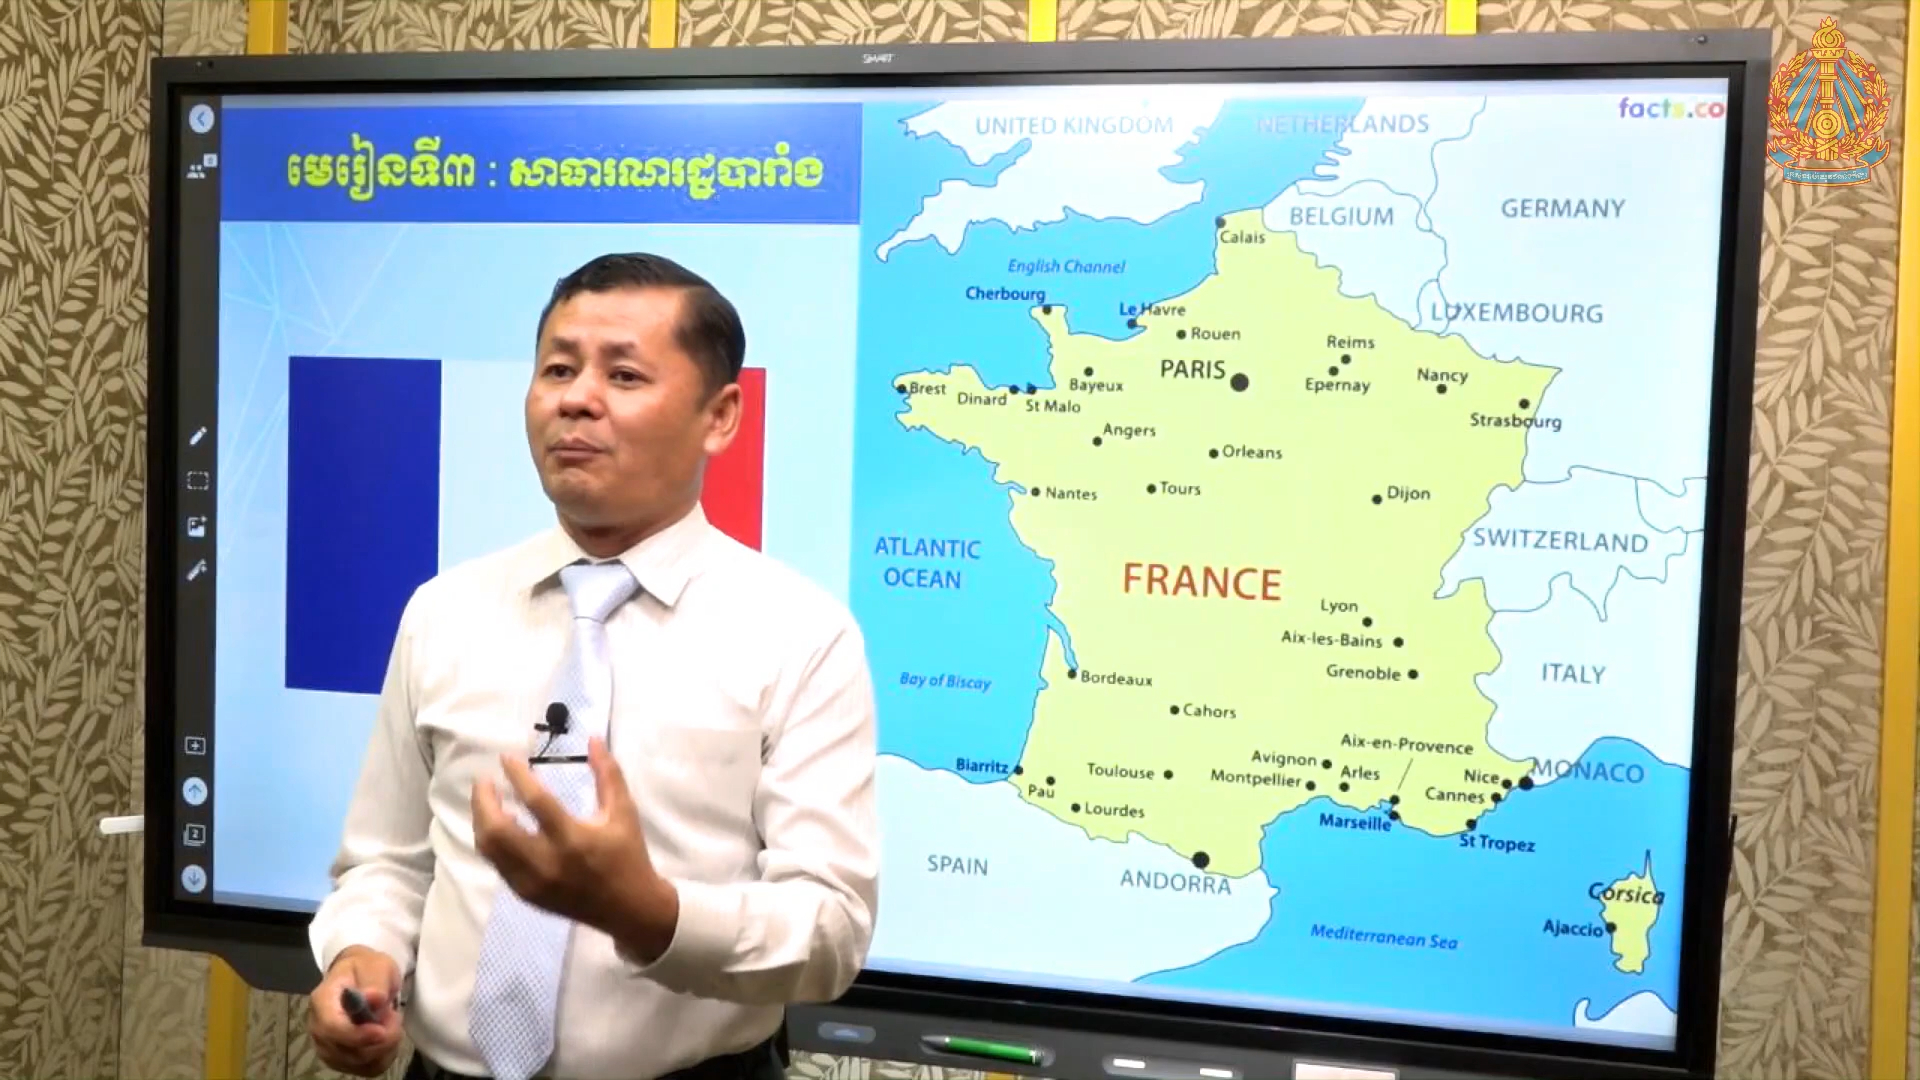 SMART
facts.co
មេរៀនទី៣ : សាធារណរដ្ឋបារាំង
UNITED KINGDOM
NETHERLANDS
GERMANY
BELGIUM
Calais
English Channel
LUXEMBOURG
Cherbourg
Le Havre
Rouen
Reims
PARIS
Epernay
Nancy
Bayeux
Brest
Dinard
St Malo
Strasbourg
Angers
Orleans
Nantes
Tours
Dijon
SWITZERLAND
ATLANTIC
OCEAN
FRANCE
Lyon
Aix-les-Bains
Grenoble
ITALY
Bay of Biscay
Bordeaux
Cahors
Aix-en-Provence
Avignon
Biarritz
Toulouse
Montpellier
Arles
Nice
MONACO
Pau
Cannes
Lourdes
Marseille
St Tropez
SPAIN
ANDORRA
Corsica
Ajaccio
Mediterranean Sea
2